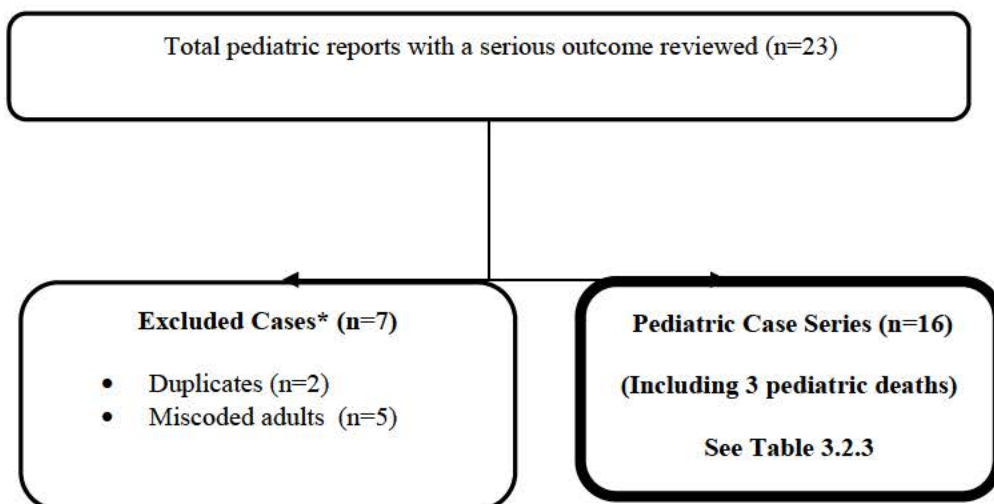 Total pediatric reports with a serious outcome reviewed (n=23)
Excluded Cases* (n=7)
• Duplicates (n=2)
• Miscoded adults (n=5)
Pediatric Case Series (n=16)
(Including 3 pediatric deaths)
See Table 3.2.3